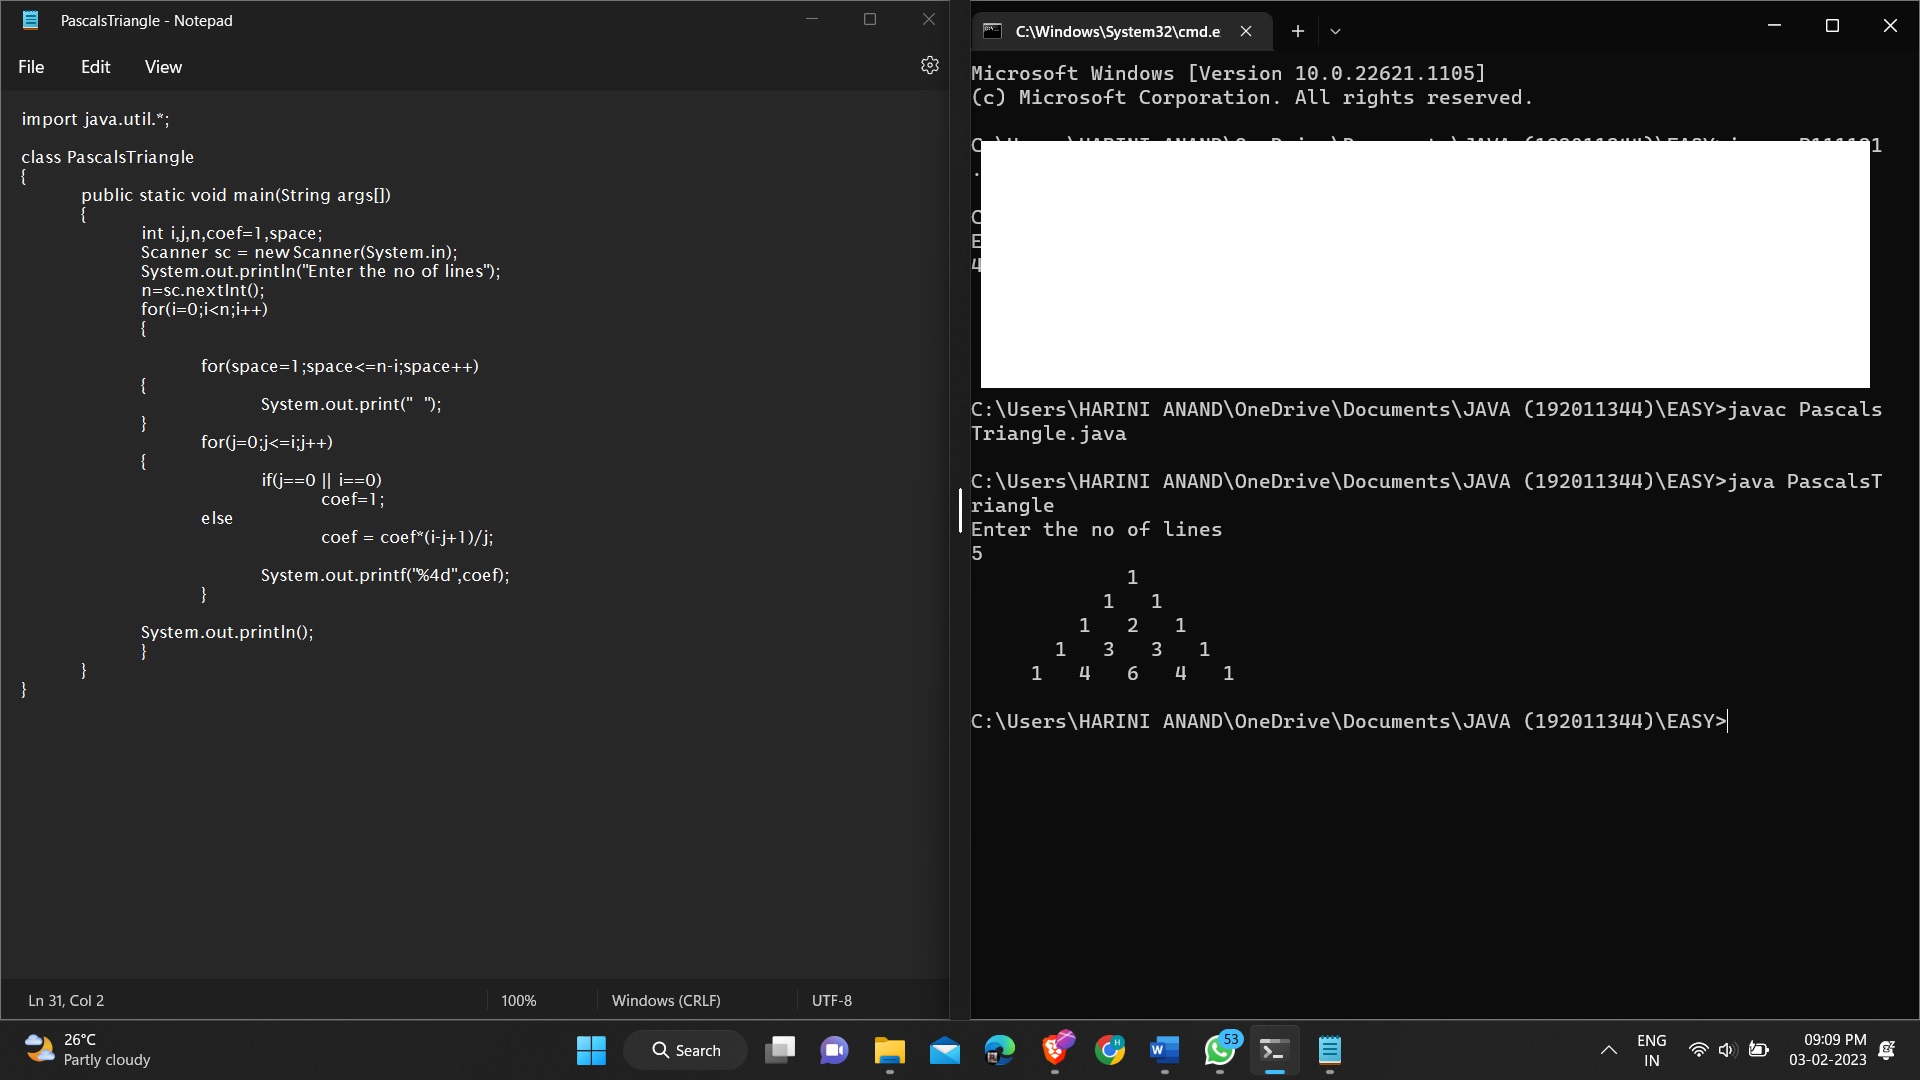 PascalsTriangle - Notepad
File Edit View
import java.util.*;
class PascalsTriangle
{
public static void main(String args[])
{
int i,j,n,coef=1,space;
Scanner sc = new Scanner(System.in);
System.out.println("Enter the no of lines");
n=sc.nextInt();
for(i=0;i<n;i++)
{
for(space=1;space<=n-i;space++)
{
System.out.print("  ");
}
for(j=0;j<=i;j++)
{
if(j==0 || i==0)
coef=1;
else
coef = coef*(i-j+1)/j;
System.out.printf("%4d",coef);
}
System.out.println();
}
}
}
Ln 31, Col 2 100% Windows (CRLF) UTF-8
C:\Windows\System32\cmd.e
Microsoft Windows [Version 10.0.22621.1105]
(c) Microsoft Corporation. All rights reserved.
C:\Users\HARINI ANAND\OneDrive\Documents\JAVA (192011344)\EASY>javac Pascals
Triangle.java
C:\Users\HARINI ANAND\OneDrive\Documents\JAVA (192011344)\EASY>java PascalsT
riangle
Enter the no of lines
5
1
1 1
1 2 1
1 3 3 1
1 4 6 4 1
C:\Users\HARINI ANAND\OneDrive\Documents\JAVA (192011344)\EASY>
26°C
Partly cloudy
Search
53
ENG
IN
09:09 PM
03-02-2023